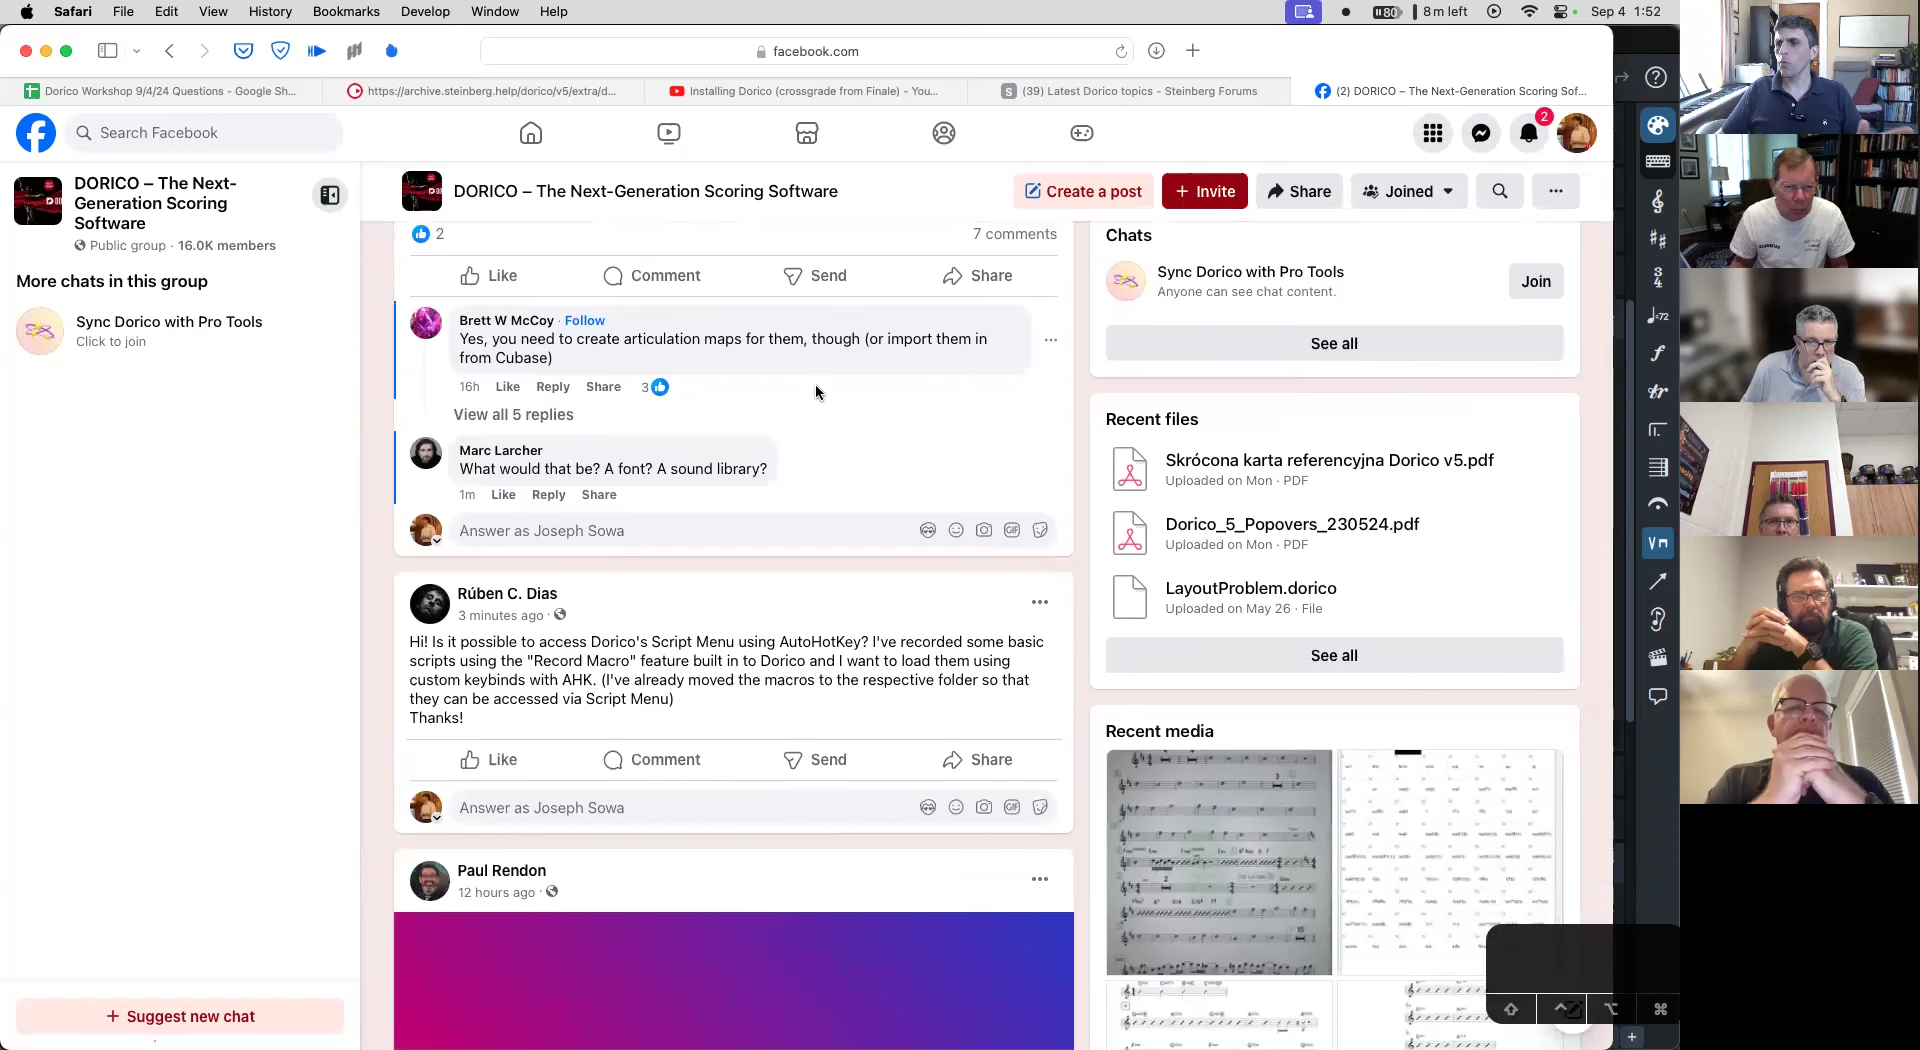 Safari File Edit View History Bookmarks Develop Window Help
80 8 m left Sep 4 1:52
facebook.com
Dorico Workshop 9/4/24 Questions - Google Sh...
https://archive.steinberg.help/dorico/v5/extra/d...
Installing Dorico (crossgrade from Finale) - You...
(39) Latest Dorico topics - Steinberg Forums
(2) DORICO – The Next-Generation Scoring Sof...
Search Facebook
2
DORICO – The Next-
Generation Scoring
Software
Public group · 16.0K members
More chats in this group
Sync Dorico with Pro Tools
Click to join
+ Suggest new chat
DORICO – The Next-Generation Scoring Software
Create a post
+ Invite
Share
Joined
2
7 comments
Like Comment Send Share
Brett W McCoy · Follow
Yes, you need to create articulation maps for them, though (or import them in
from Cubase)
16h Like Reply Share 3
View all 5 replies
Marc Larcher
What would that be? A font? A sound library?
1m Like Reply Share
Answer as Joseph Sowa
GIF
Rúben C. Dias
3 minutes ago ·
Hi! Is it possible to access Dorico's Script Menu using AutoHotKey? I've recorded some basic
scripts using the "Record Macro" feature built in to Dorico and I want to load them using
custom keybinds with AHK. (I've already moved the macros to the respective folder so that
they can be accessed via Script Menu)
Thanks!
Like Comment Send Share
Answer as Joseph Sowa
GIF
Paul Rendon
12 hours ago ·
Chats
Sync Dorico with Pro Tools
Anyone can see chat content.
Join
See all
Recent files
Skrócona karta referencyjna Dorico v5.pdf
Uploaded on Mon · PDF
Dorico_5_Popovers_230524.pdf
Uploaded on Mon · PDF
LayoutProblem.dorico
Uploaded on May 26 · File
See all
Recent media